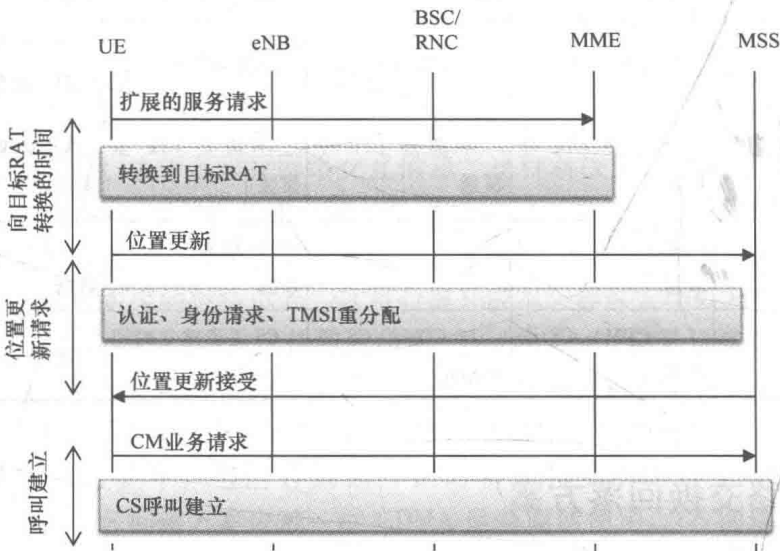 UE
eNB
BSC/
RNC
MME
MSS
扩展的服务请求
向目标RAT
转换的时间
转换到目标RAT
位置更新
位置更
新请求
认证、身份请求、TMSI重分配
位置更新接受
CM业务请求
呼叫建立
CS呼叫建立